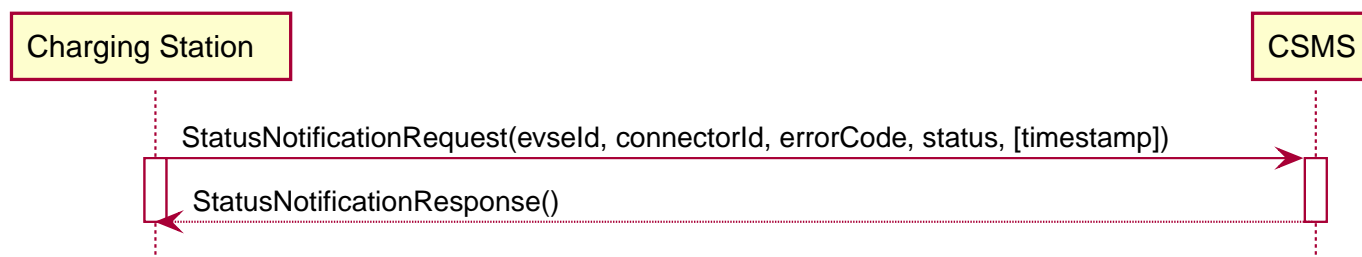 Charging Station
CSMS
StatusNotificationRequest(evseId, connectorId, errorCode, status, [timestamp])
StatusNotificationResponse()